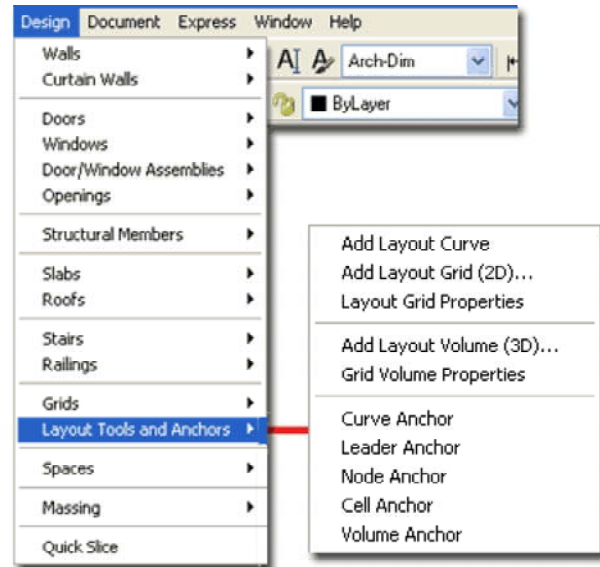 Design Document Express Window Help
Walls
Curtain Walls
Arch-Dim
ByLayer
Doors
Windows
Door/Window Assemblies
Openings
Structural Members
Slabs
Roofs
Stairs
Railings
Grids
Layout Tools and Anchors
Spaces
Massing
Quick Slice
Add Layout Curve
Add Layout Grid (2D)...
Layout Grid Properties
Add Layout Volume (3D)...
Grid Volume Properties
Curve Anchor
Leader Anchor
Node Anchor
Cell Anchor
Volume Anchor